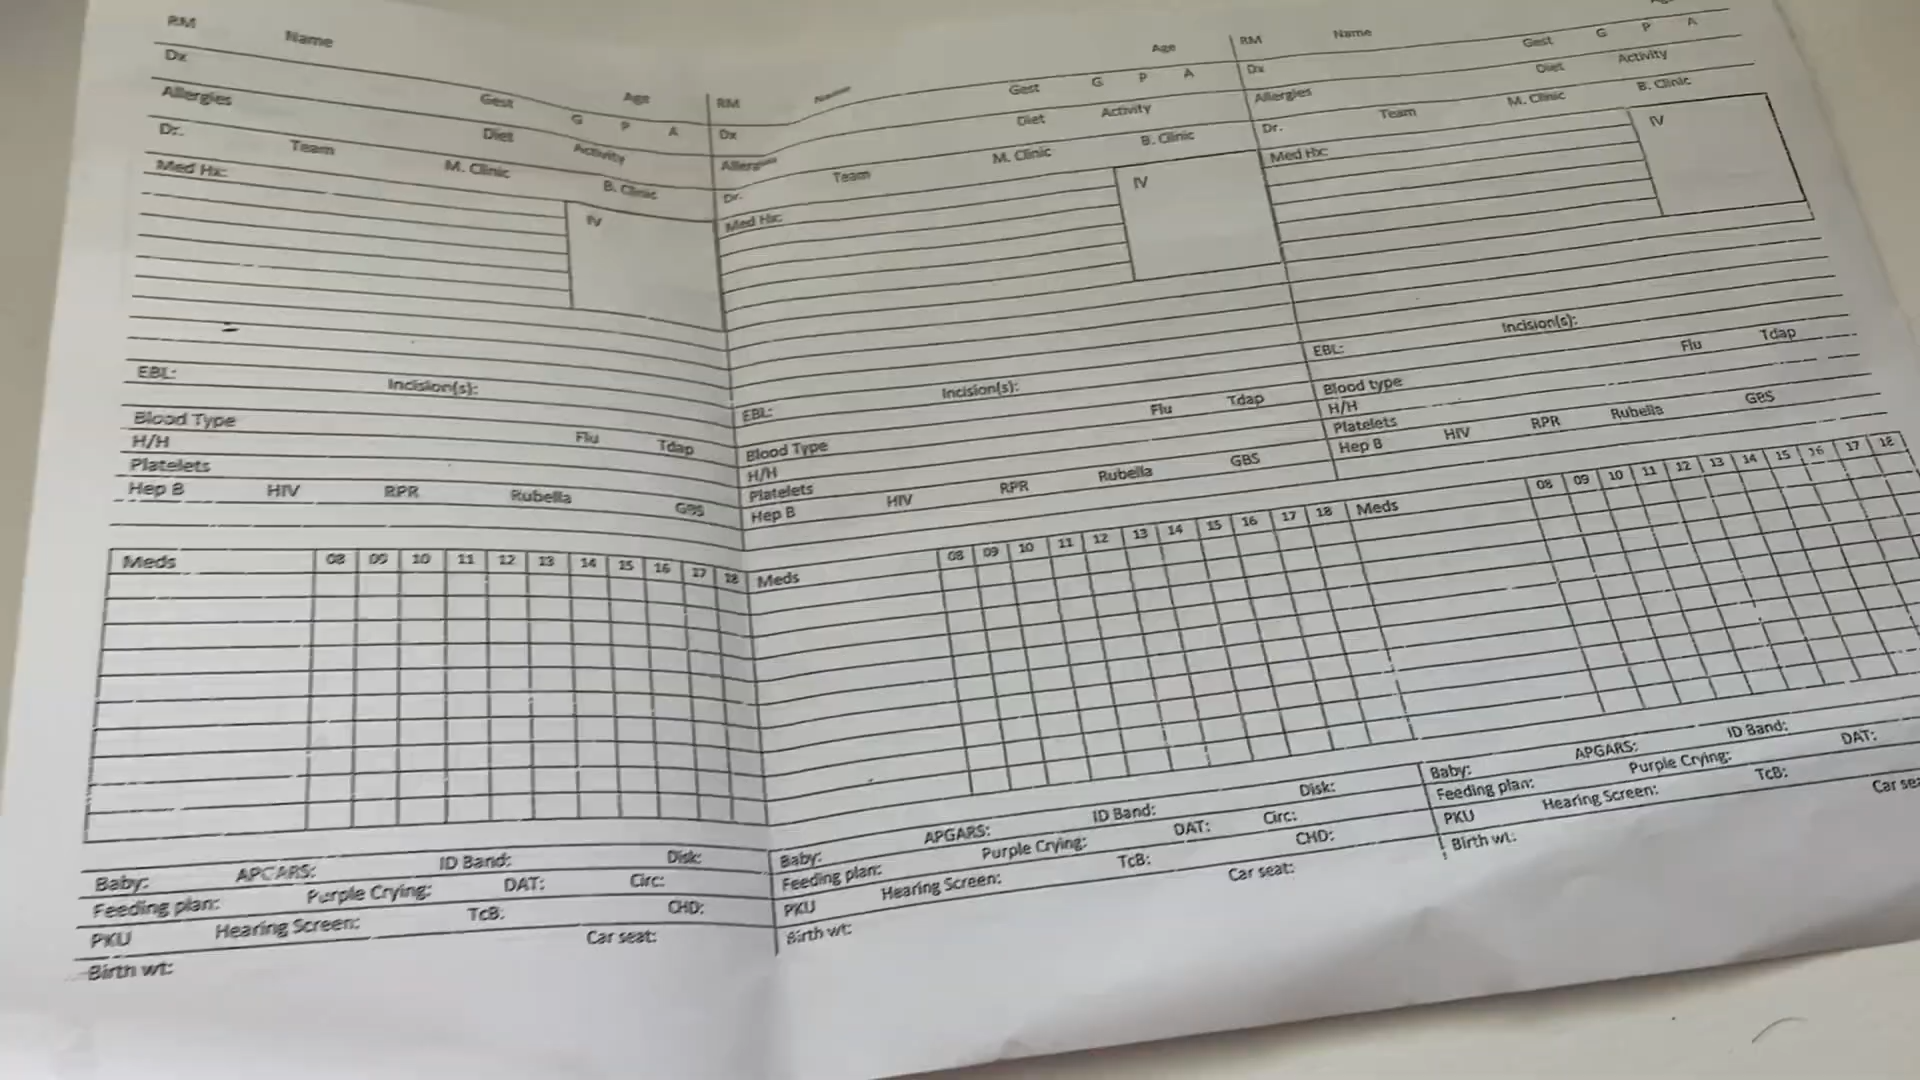 RM Name Age
Dx Gest G P A
Allergies Diet Activity
Dr. Team M. Clinic B. Clinic
Med Hx: IV
EBL: Incision(s):
Blood Type Flu Tdap
H/H
Platelets
Hep B HIV RPR Rubella GBS
Meds 08 09 10 11 12 13 14 15 16 17 18
Baby: APGARS: ID Band: Disk:
Feeding plan: Purple Crying: DAT: Circ:
PKU Hearing Screen: TcB: CHD:
Birth wt: Car seat:
RM Name Age
Dx Gest G P A
Allergies Diet Activity
Dr. Team M. Clinic B. Clinic
Med Hx: IV
EBL: Incision(s):
Blood Type Flu Tdap
H/H
Platelets
Hep B HIV RPR Rubella GBS
Meds 08 09 10 11 12 13 14 15 16 17 18
Baby: APGARS: ID Band: Disk:
Feeding plan: Purple Crying: DAT: Circ:
PKU Hearing Screen: TcB: CHD:
Birth wt: Car seat:
RM Name
Dx Gest G P A
Allergies Diet Activity
Dr. Team M. Clinic B. Clinic
Med Hx: IV
EBL: Incision(s):
Blood type Flu Tdap
H/H
Platelets
Hep B HIV RPR Rubella GBS
Meds 08 09 10 11 12 13 14 15 16 17 18
Baby: APGARS: ID Band:
Feeding plan: Purple Crying: DAT:
PKU Hearing Screen: TcB:
Birth wt: Car